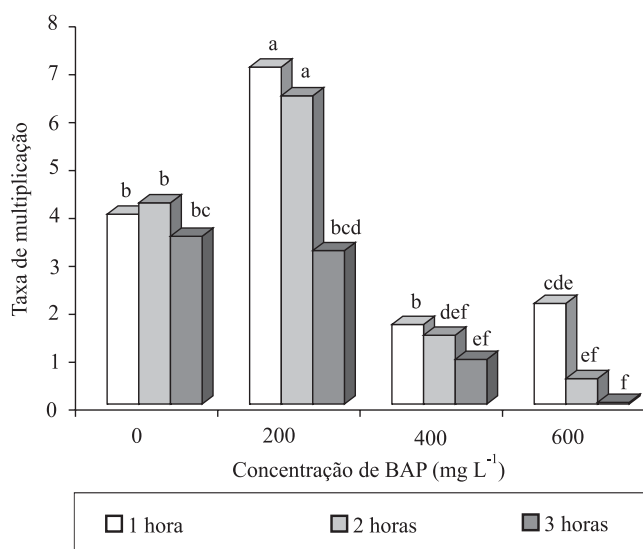 Taxa de multiplicação
8
7
6
5
4
3
2
1
0
b b bc
a a bcd
b def ef
cde ef f
0 200 400 600
Concentração de BAP (mg L⁻¹)
1 hora 2 horas 3 horas